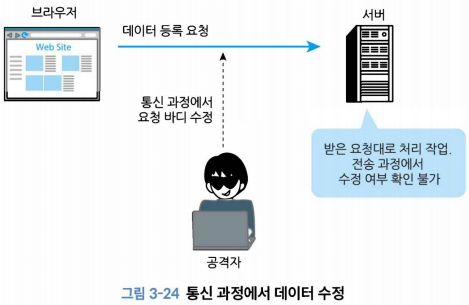 브라우저
서버
Web Site
데이터 등록 요청
통신 과정에서
요청 바디 수정
받은 요청대로 처리 작업.
전송 과정에서
수정 여부 확인 불가
공격자
그림 3-24 통신 과정에서 데이터 수정